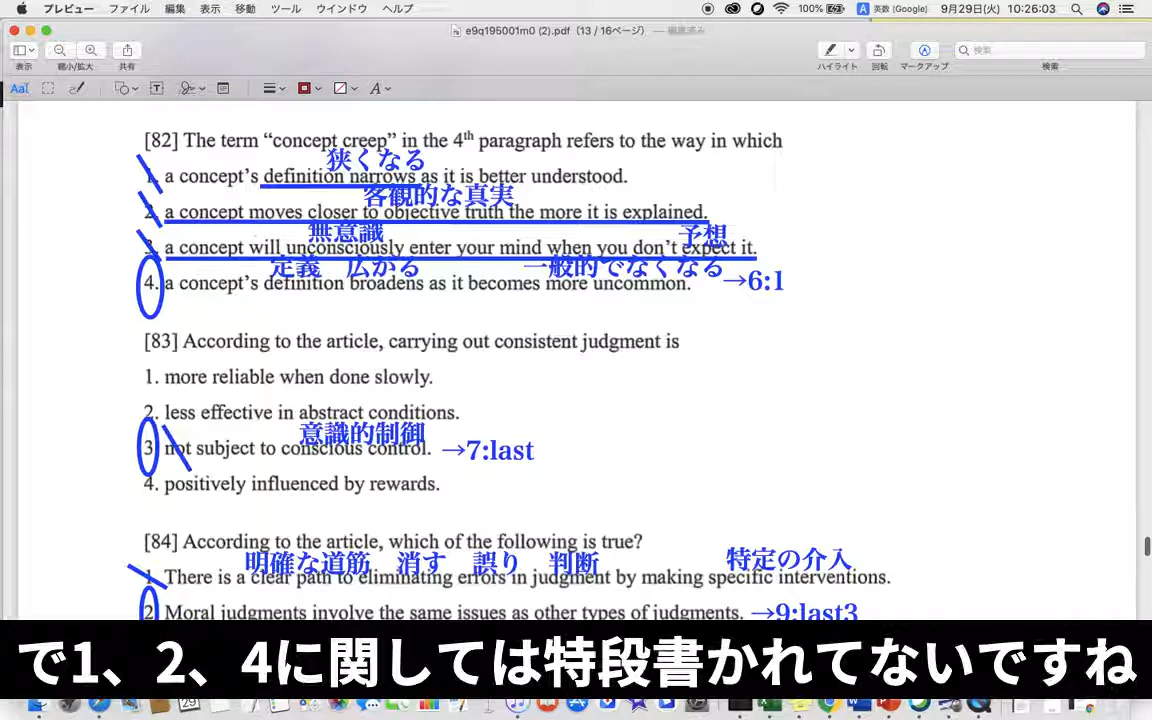 プレビュー ファイル 編集 表示 移動 ツール ウインドウ ヘルプ 100% A 英数 (Google) 9月29日(火) 10:26:03
e9q195001m0 (2).pdf（13 / 16ページ） — 編集済み
表示 縮小/拡大 共有 ハイライト 回転 マークアップ 検索
検索
[82] The term “concept creep” in the 4th paragraph refers to the way in which
狭くなる
1. a concept’s definition narrows as it is better understood.
客観的な真実
2. a concept moves closer to objective truth the more it is explained.
無意識 予想
3. a concept will unconsciously enter your mind when you don’t expect it.
定義 広がる 一般的でなくなる
4. a concept’s definition broadens as it becomes more uncommon. →6:1
[83] According to the article, carrying out consistent judgment is
1. more reliable when done slowly.
2. less effective in abstract conditions.
意識的制御
3. not subject to conscious control. →7:last
4. positively influenced by rewards.
[84] According to the article, which of the following is true?
明確な道筋 消す 誤り 判断 特定の介入
1. There is a clear path to eliminating errors in judgment by making specific interventions.
2. Moral judgments involve the same issues as other types of judgments. →9:last3
で1、2、4に関しては特段書かれてないですね